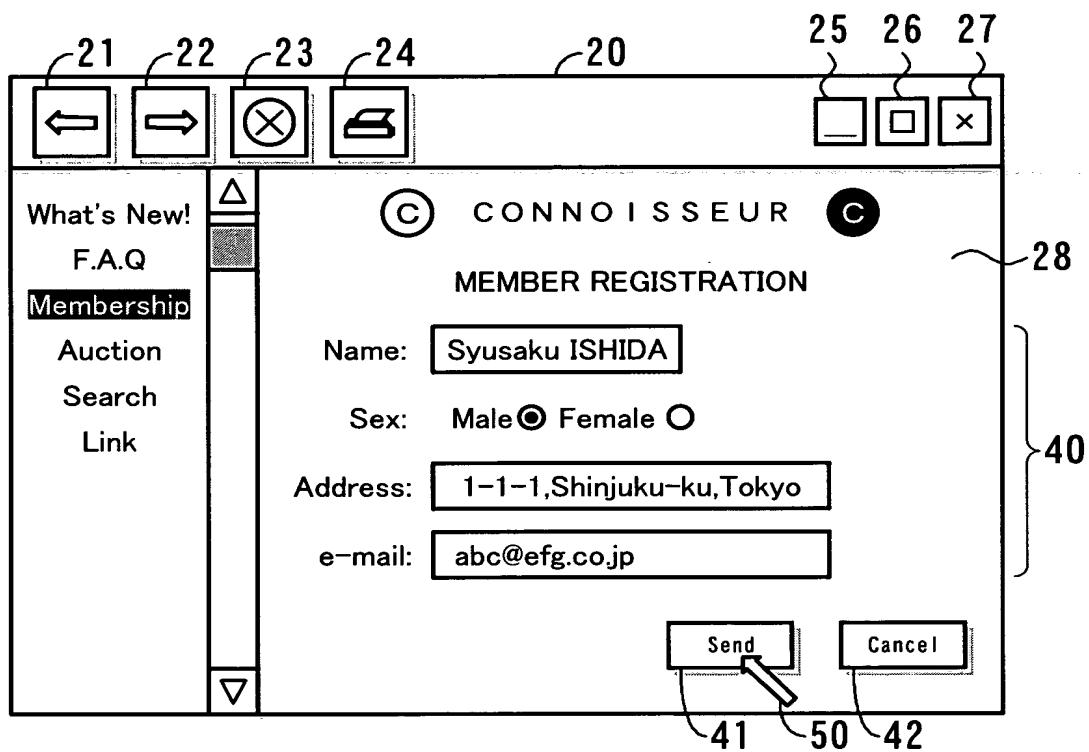 21 22 23 24 20 25 26 27
What's New!
F.A.Q
Membership
Auction
Search
Link
C CONNOISSEUR C
28
MEMBER REGISTRATION
Name: Syusaku ISHIDA
Sex: Male Female
40
Address: 1-1-1,Shinjuku-ku,Tokyo
e-mail: abc@efg.co.jp
Send Cancel
41 50 42